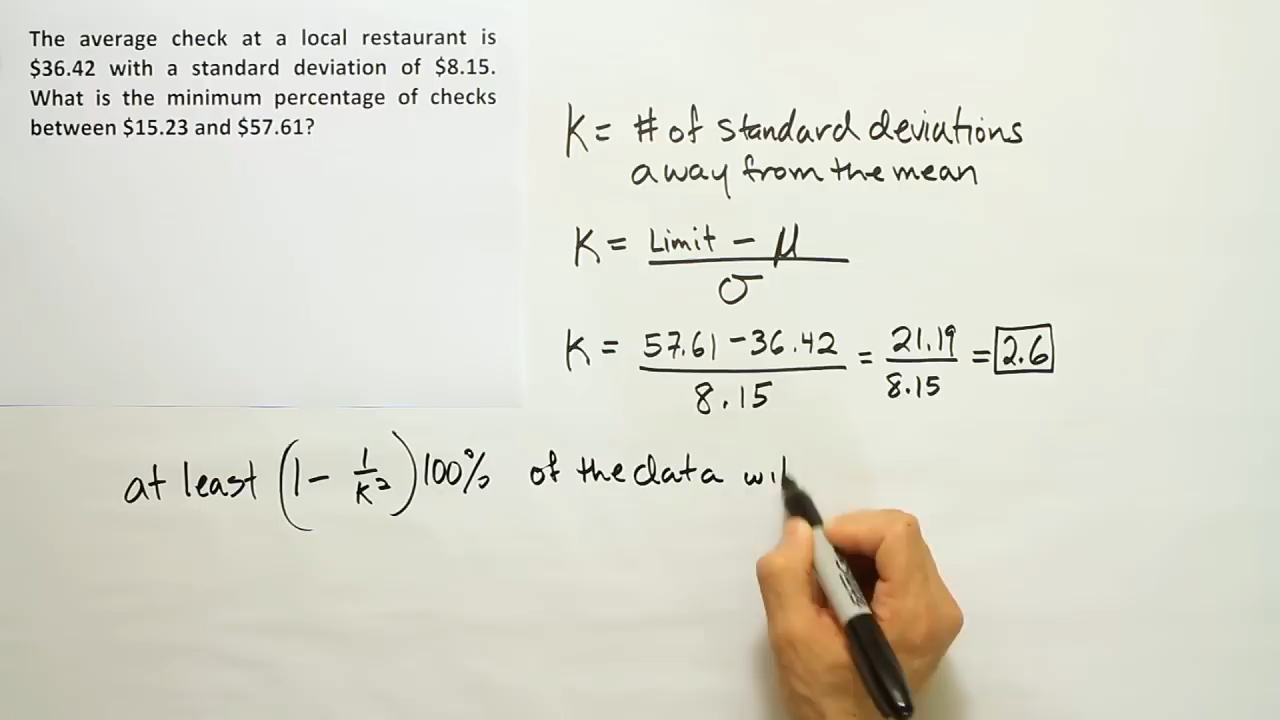 The average check at a local restaurant is
$36.42 with a standard deviation of $8.15.
What is the minimum percentage of checks
between $15.23 and $57.61?
K = # of standard deviations
away from the mean
K = Limit - μ
σ
K = 57.61 - 36.42 = 21.19 = 2.6
8.15 8.15
at least (1 - 1/K²) 100% of the data wil